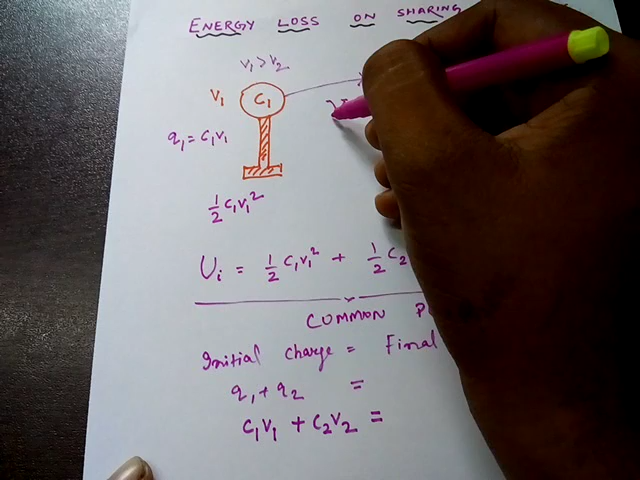 ENERGY LOSS ON SHARING
V₁ > V₂
V₁ C₁
q₁ = C₁V₁
½ C₁V₁²
Uᵢ = ½ C₁V₁² + ½ C₂
COMMON P
Initial charge = Final
q₁ + q₂ =
C₁V₁ + C₂V₂ =